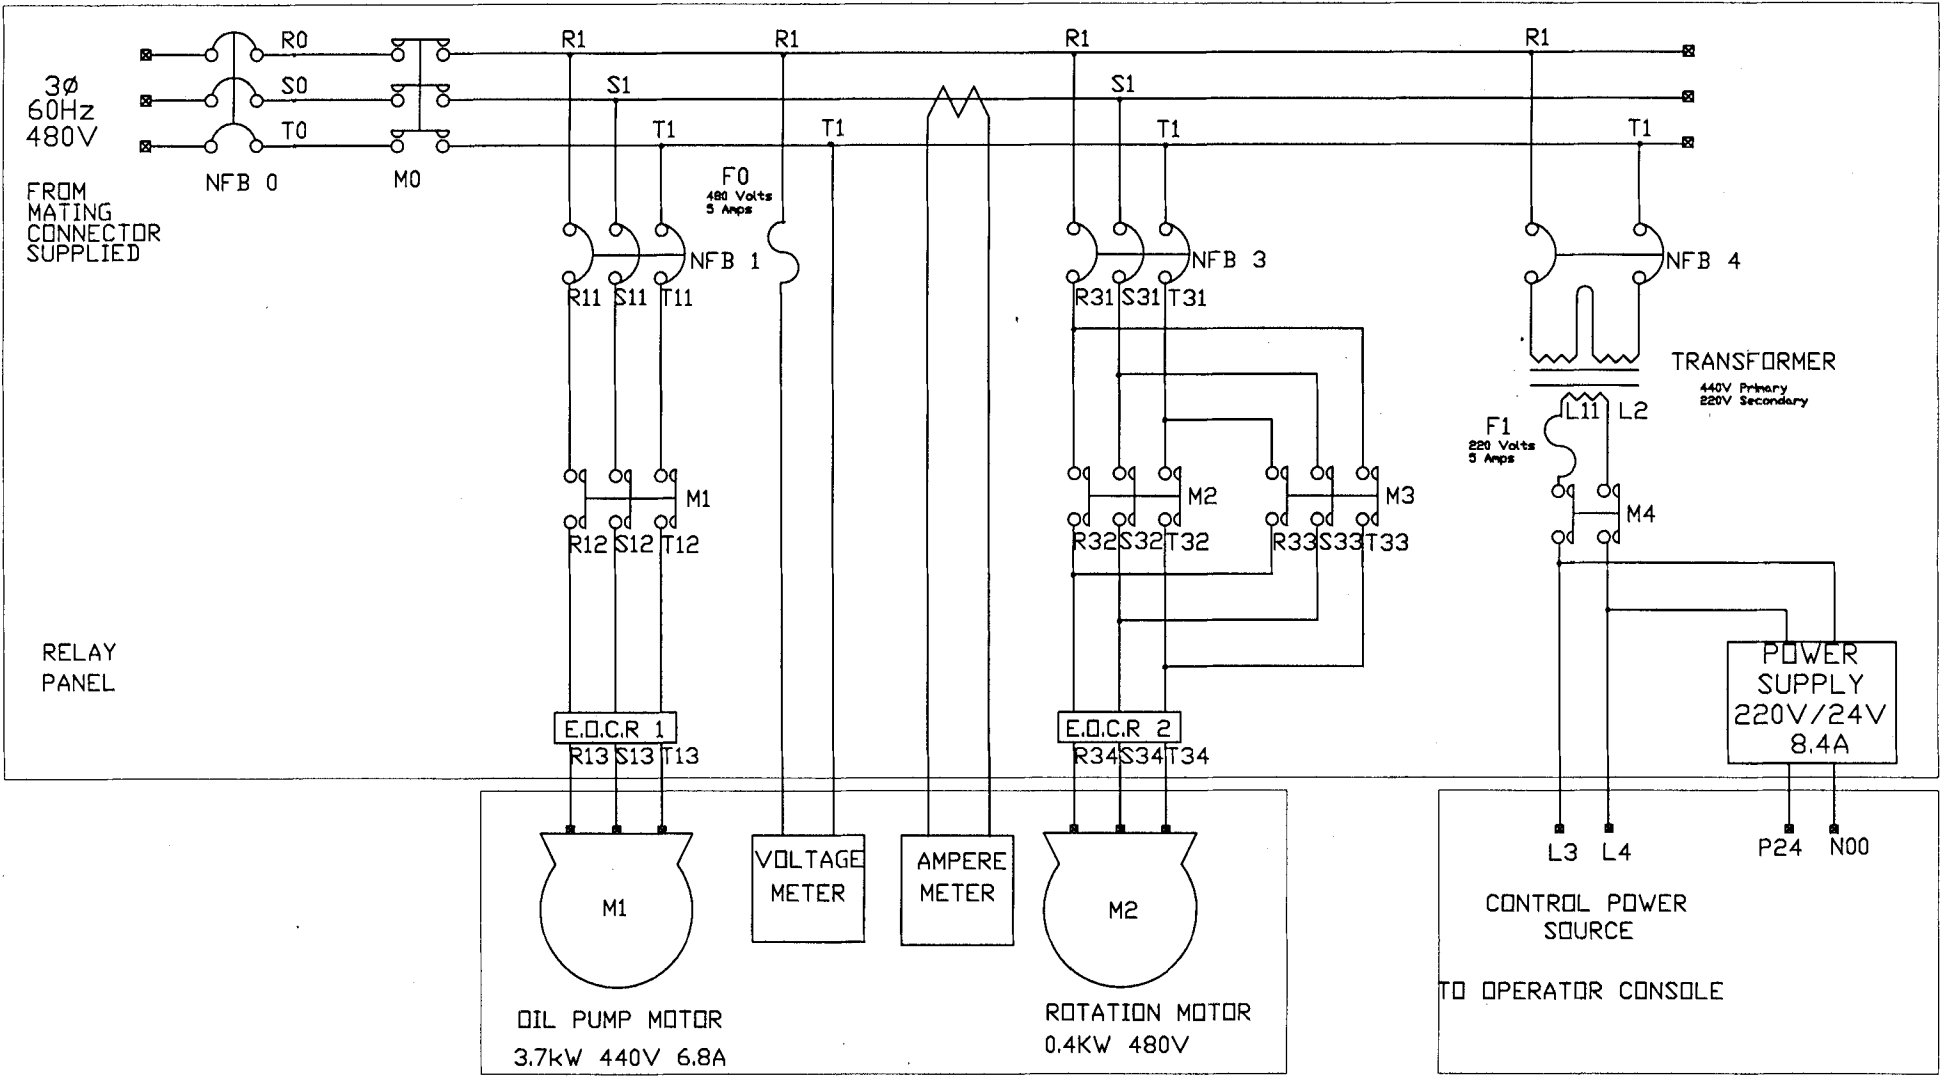 R0
R1
R1
R1
R1
3Ø
60Hz
480V
S0
S1
S1
T0
T1
T1
T1
T1
NFB 0
M0
FROM
MATING
CONNECTOR
SUPPLIED
F0
480 Volts
5 Amps
NFB 1
NFB 3
NFB 4
R11 S11 T11
R31 S31 T31
TRANSFORMER
440V Primary
220V Secondary
L11 L2
F1
220 Volts
5 Amps
M1
M2
M3
M4
R12 S12 T12
R32 S32 T32
R33 S33 T33
RELAY
PANEL
POWER
SUPPLY
220V/24V
8.4A
E.O.C.R 1
E.O.C.R 2
R13 S13 T13
R34 S34 T34
M1
VOLTAGE
METER
AMPERE
METER
M2
L3 L4
P24 N00
CONTROL POWER
SOURCE
TO OPERATOR CONSOLE
OIL PUMP MOTOR
3.7kW 440V 6.8A
ROTATION MOTOR
0.4KW 480V